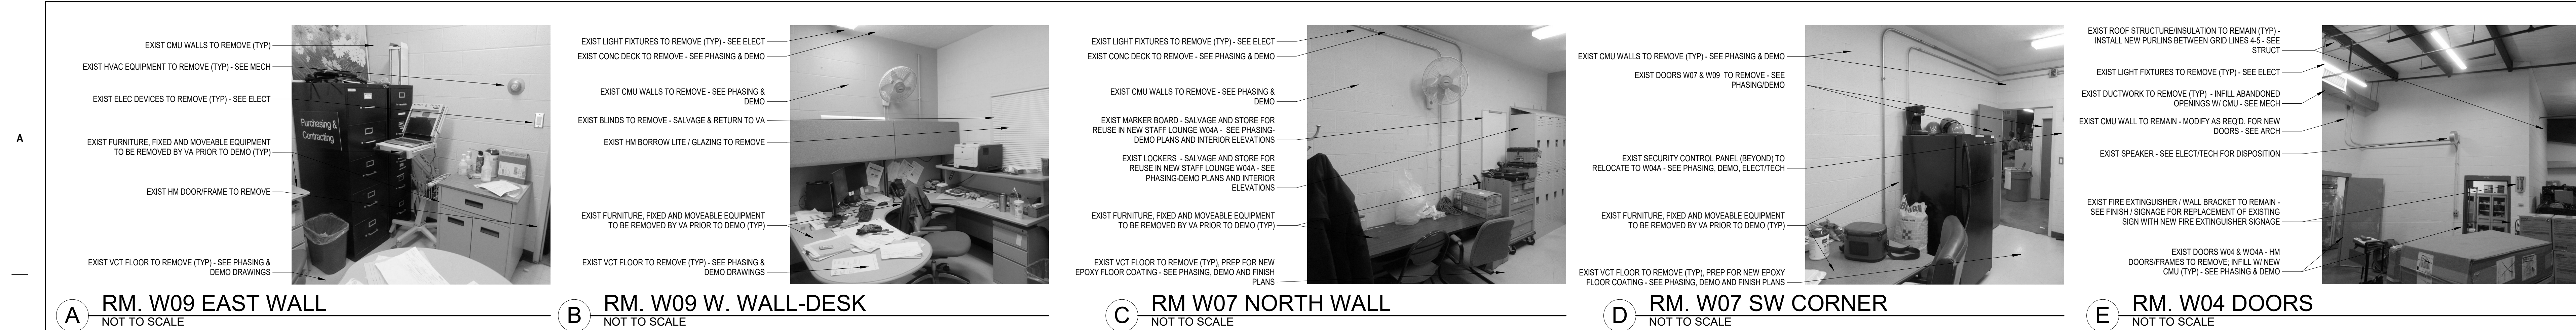 A
EXIST CMU WALLS TO REMOVE (TYP)
EXIST HVAC EQUIPMENT TO REMOVE (TYP) - SEE MECH
EXIST ELEC DEVICES TO REMOVE (TYP) - SEE ELECT
EXIST FURNITURE, FIXED AND MOVEABLE EQUIPMENT
TO BE REMOVED BY VA PRIOR TO DEMO (TYP)
EXIST HM DOOR/FRAME TO REMOVE
EXIST VCT FLOOR TO REMOVE (TYP) - SEE PHASING &
DEMO DRAWINGS
Purchasing &
Contracting
A
RM. W09 EAST WALL
NOT TO SCALE
EXIST LIGHT FIXTURES TO REMOVE (TYP) - SEE ELECT
EXIST CONC DECK TO REMOVE - SEE PHASING & DEMO
EXIST CMU WALLS TO REMOVE - SEE PHASING &
DEMO
EXIST BLINDS TO REMOVE - SALVAGE & RETURN TO VA
EXIST HM BORROW LITE / GLAZING TO REMOVE
EXIST FURNITURE, FIXED AND MOVEABLE EQUIPMENT
TO BE REMOVED BY VA PRIOR TO DEMO (TYP)
EXIST VCT FLOOR TO REMOVE (TYP) - SEE PHASING &
DEMO DRAWINGS
B
RM. W09 W. WALL-DESK
NOT TO SCALE
EXIST LIGHT FIXTURES TO REMOVE (TYP) - SEE ELECT
EXIST CONC DECK TO REMOVE - SEE PHASING & DEMO
EXIST CMU WALLS TO REMOVE - SEE PHASING &
DEMO
EXIST MARKER BOARD - SALVAGE AND STORE FOR
REUSE IN NEW STAFF LOUNGE W04A - SEE PHASING-
DEMO PLANS AND INTERIOR ELEVATIONS
EXIST LOCKERS - SALVAGE AND STORE FOR
REUSE IN NEW STAFF LOUNGE W04A - SEE
PHASING-DEMO PLANS AND INTERIOR
ELEVATIONS
EXIST FURNITURE, FIXED AND MOVEABLE EQUIPMENT
TO BE REMOVED BY VA PRIOR TO DEMO (TYP)
EXIST VCT FLOOR TO REMOVE (TYP), PREP FOR NEW
EPOXY FLOOR COATING - SEE PHASING, DEMO AND FINISH
PLANS
C
RM W07 NORTH WALL
NOT TO SCALE
EXIST CMU WALLS TO REMOVE (TYP) - SEE PHASING & DEMO
EXIST DOORS W07 & W09 TO REMOVE - SEE
PHASING/DEMO
EXIST SECURITY CONTROL PANEL (BEYOND) TO
RELOCATE TO W04A - SEE PHASING, DEMO, ELECT/TECH
EXIST FURNITURE, FIXED AND MOVEABLE EQUIPMENT
TO BE REMOVED BY VA PRIOR TO DEMO (TYP)
EXIST VCT FLOOR TO REMOVE (TYP), PREP FOR NEW EPOXY
FLOOR COATING - SEE PHASING, DEMO AND FINISH PLANS
D
RM. W07 SW CORNER
NOT TO SCALE
EXIST ROOF STRUCTURE/INSULATION TO REMAIN (TYP) -
INSTALL NEW PURLINS BETWEEN GRID LINES 4-5 - SEE
STRUCT
EXIST LIGHT FIXTURES TO REMOVE (TYP) - SEE ELECT
EXIST DUCTWORK TO REMOVE (TYP) - INFILL ABANDONED
OPENINGS W/ CMU - SEE MECH
EXIST CMU WALL TO REMAIN - MODIFY AS REQ'D. FOR NEW
DOORS - SEE ARCH
EXIST SPEAKER - SEE ELECT/TECH FOR DISPOSITION
EXIST FIRE EXTINGUISHER / WALL BRACKET TO REMAIN -
SEE FINISH / SIGNAGE FOR REPLACEMENT OF EXISTING
SIGN WITH NEW FIRE EXTINGUISHER SIGNAGE
EXIST DOORS W04 & WO4A - HM
DOORS/FRAMES TO REMOVE; INFILL W/ NEW
CMU (TYP) - SEE PHASING & DEMO
E
RM. W04 DOORS
NOT TO SCALE